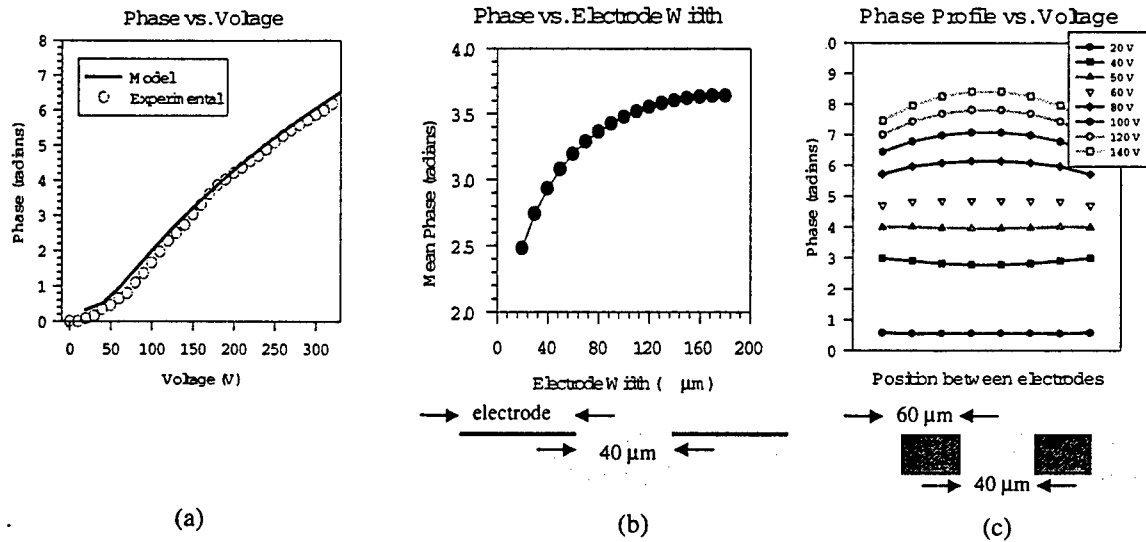 Phase vs. Voltage
8
7
6
5
4
3
2
1
0
Model
Experimental
Phase (radians)
0 50 100 150 200 250 300
Voltage (V)
(a)
Phase vs. Electrode Width
4.0
3.5
3.0
2.5
2.0
Mean Phase (radians)
0 40 80 120 160 200
Electrode Width ( μm)
electrode
40 μm
(b)
Phase Profile vs. Voltage
.0
9
8
7
6
5
4
3
2
1
0
Phase (radians)
20 V
40 V
50 V
60 V
80 V
100 V
120 V
140 V
Position between electrodes
60 μm
40 μm
(c)